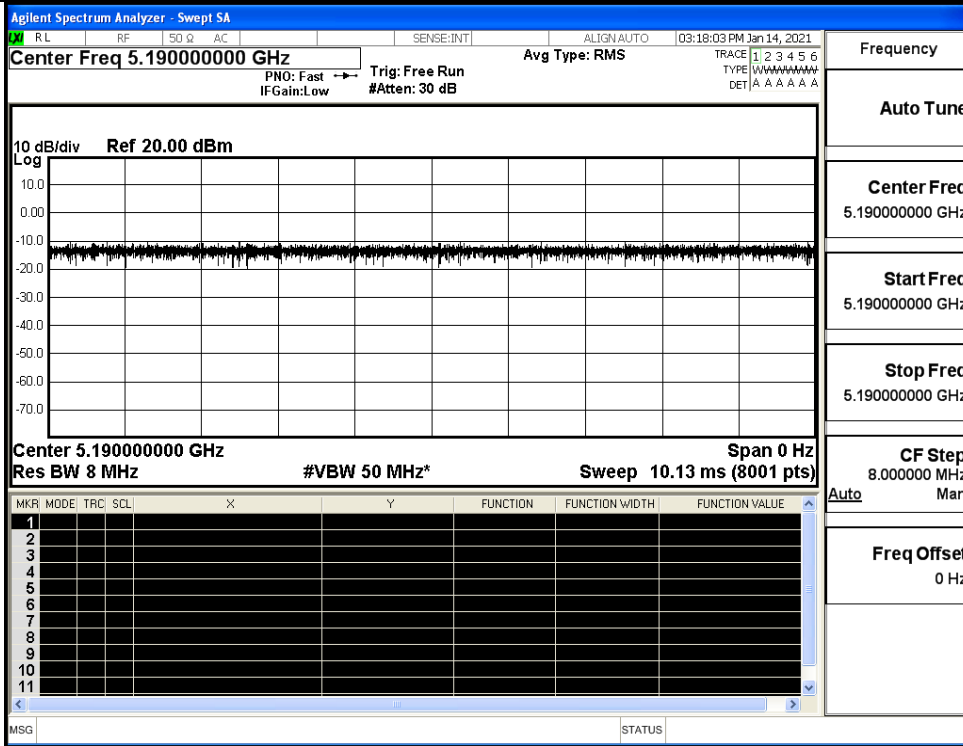 Agilent Spectrum Analyzer - Swept SA
LXI RL RF 50 Ω AC SENSE:INT ALIGN AUTO 03:18:03 PM Jan 14, 2021
Center Freq 5.190000000 GHz
Avg Type: RMS
TRACE 1 2 3 4 5 6
PNO: Fast Trig: Free Run
TYPE WWWWWW
IFGain:Low #Atten: 30 dB
DET A A A A A A
10 dB/div Ref 20.00 dBm
Log
10.0
0.00
-10.0
-20.0
-30.0
-40.0
-50.0
-60.0
-70.0
Center 5.190000000 GHz Span 0 Hz
Res BW 8 MHz #VBW 50 MHz* Sweep 10.13 ms (8001 pts)
MKR MODE TRC SCL X Y FUNCTION FUNCTION WIDTH FUNCTION VALUE
1
2
3
4
5
6
7
8
9
10
11
MSG STATUS
Frequency
Auto Tune
Center Freq
5.190000000 GHz
Start Freq
5.190000000 GHz
Stop Freq
5.190000000 GHz
CF Step
8.000000 MHz
Auto Man
Freq Offset
0 Hz